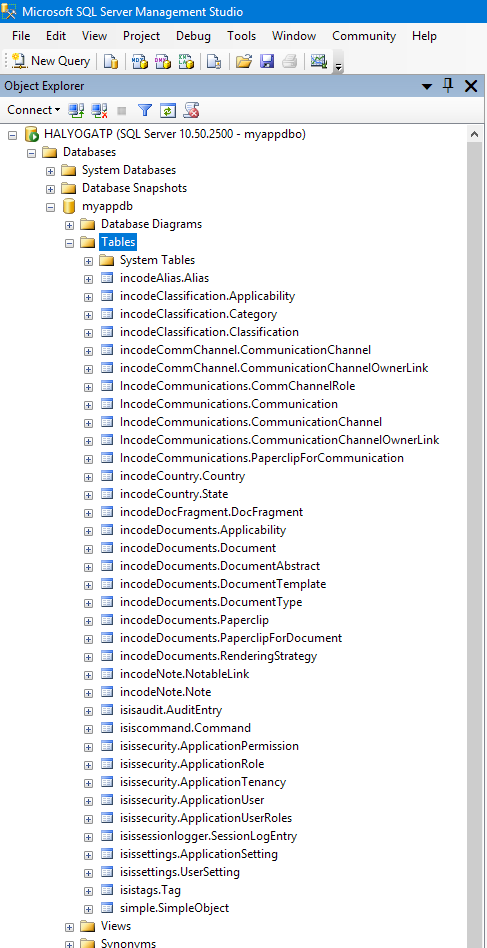 Microsoft SQL Server Management Studio
File Edit View Project Debug Tools Window Community Help
New Query
Object Explorer
Connect
HALYOGATP (SQL Server 10.50.2500 - myappdbo)
Databases
System Databases
Database Snapshots
myappdb
Database Diagrams
Tables
System Tables
incodeAlias.Alias
incodeClassification.Applicability
incodeClassification.Category
incodeClassification.Classification
incodeCommChannel.CommunicationChannel
incodeCommChannel.CommunicationChannelOwnerLink
IncodeCommunications.CommChannelRole
IncodeCommunications.Communication
IncodeCommunications.CommunicationChannel
IncodeCommunications.CommunicationChannelOwnerLink
IncodeCommunications.PaperclipForCommunication
incodeCountry.Country
incodeCountry.State
incodeDocFragment.DocFragment
incodeDocuments.Applicability
incodeDocuments.Document
incodeDocuments.DocumentAbstract
incodeDocuments.DocumentTemplate
incodeDocuments.DocumentType
incodeDocuments.Paperclip
incodeDocuments.PaperclipForDocument
incodeDocuments.RenderingStrategy
incodeNote.NotableLink
incodeNote.Note
isisaudit.AuditEntry
isiscommand.Command
isissecurity.ApplicationPermission
isissecurity.ApplicationRole
isissecurity.ApplicationTenancy
isissecurity.ApplicationUser
isissecurity.ApplicationUserRoles
isissessionlogger.SessionLogEntry
isissettings.ApplicationSetting
isissettings.UserSetting
isistags.Tag
simple.SimpleObject
Views
Synonyms